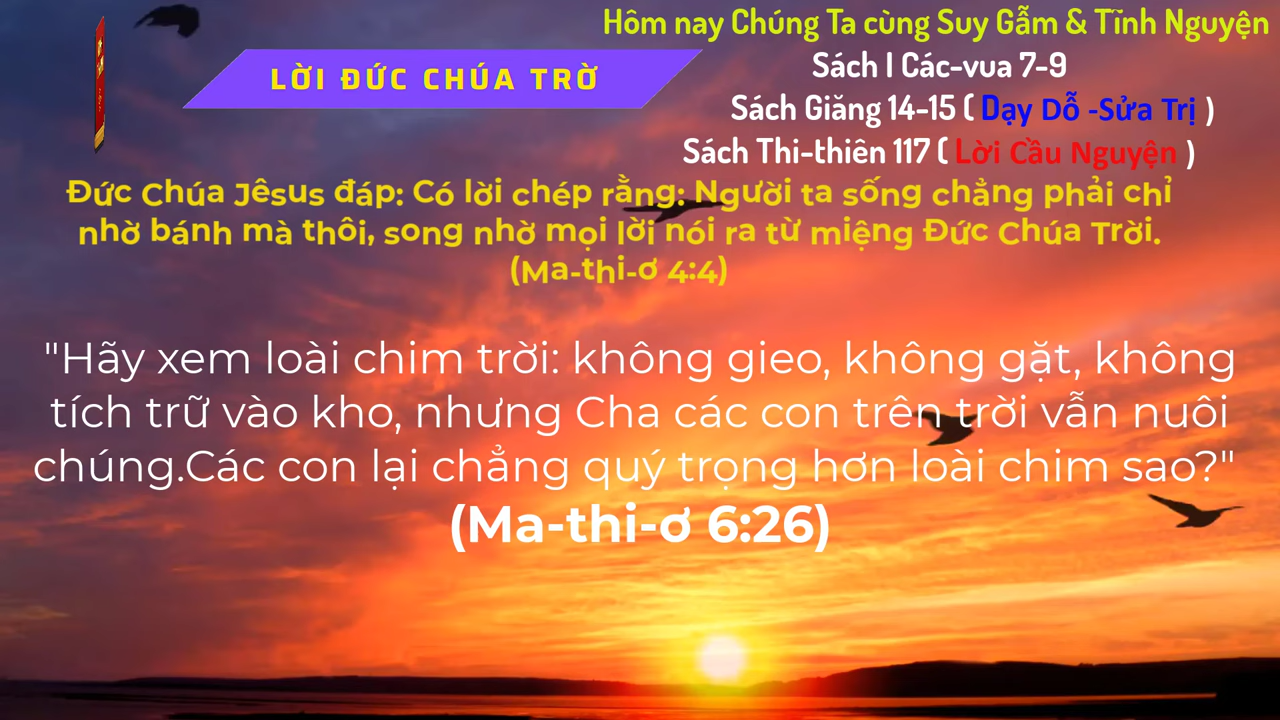 Hôm nay Chúng Ta cùng Suy Gẫm & Tĩnh Nguyện
Sách I Các-vua 7-9
Sách Giăng 14-15 ( Dạy Dỗ -Sửa Trị )
Sách Thi-thiên 117 ( Lời Cầu Nguyện )
LỜI ĐỨC CHÚA TRỜ
Đức Chúa Jêsus đáp: Có lời chép rằng: Người ta sống chẳng phải chỉ
nhờ bánh mà thôi, song nhờ mọi lời nói ra từ miệng Đức Chúa Trời.
(Ma-thi-ơ 4:4)
"Hãy xem loài chim trời: không gieo, không gặt, không
tích trữ vào kho, nhưng Cha các con trên trời vẫn nuôi
chúng.Các con lại chẳng quý trọng hơn loài chim sao?"
(Ma-thi-ơ 6:26)